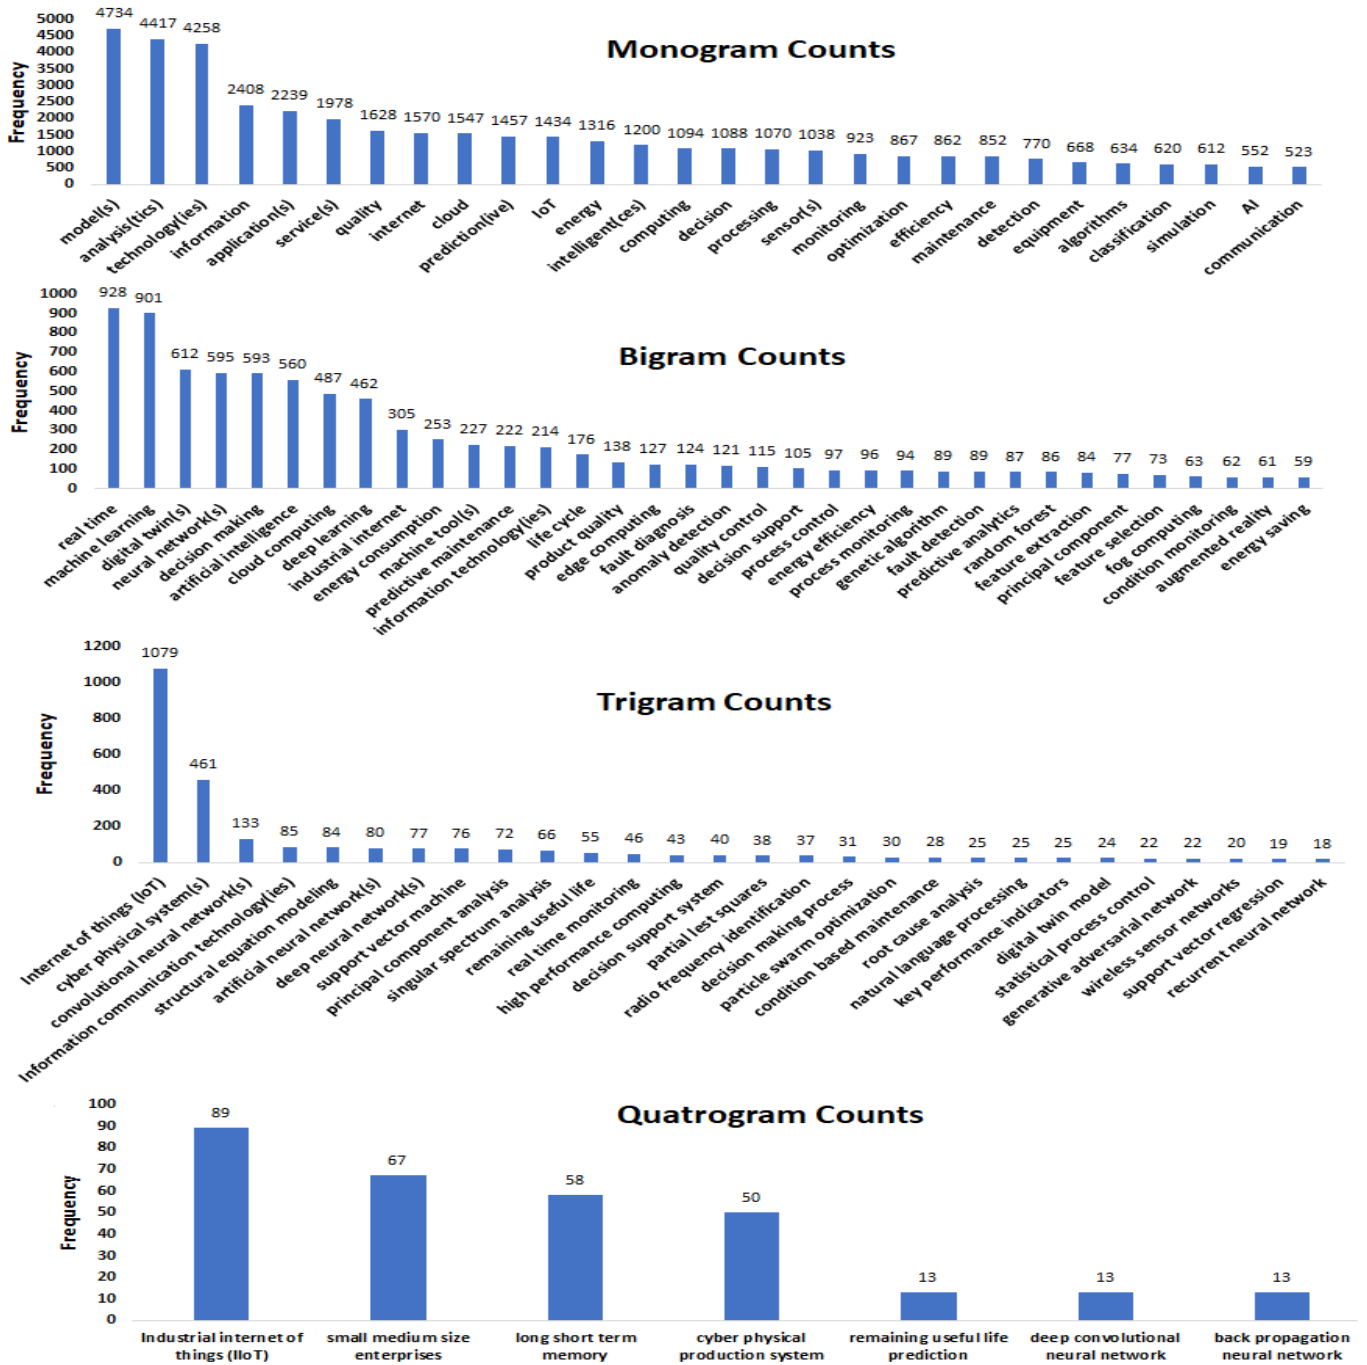 Monogram Counts
Frequency
5000
4500
4000
3500
3000
2500
2000
1500
1000
500
0
4734 4417 4258 2408 2239 1978 1628 1570 1547 1457 1434 1316 1200 1094 1088 1070 1038 923 867 862 852 770 668 634 620 612 552 523
model(s)
analysis(tics)
technology(ies)
information
application(s)
service(s)
quality
internet
cloud
prediction(ive)
IoT
energy
intelligent(ces)
computing
decision
processing
sensor(s)
monitoring
optimization
efficiency
maintenance
detection
equipment
algorithms
classification
simulation
AI
communication
Bigram Counts
Frequency
1000
900
800
700
600
500
400
300
200
100
0
928 901 612 595 593 560 487 462 305 253 227 222 214 176 138 127 124 121 115 105 97 96 94 89 89 87 86 84 77 73 63 62 61 59
real time
machine learning
digital twin(s)
neural network(s)
decision making
artificial intelligence
cloud computing
deep learning
industrial internet
energy consumption
machine tool(s)
predictive maintenance
information technology(ies)
life cycle
product quality
edge computing
fault diagnosis
anomaly detection
quality control
decision support
process control
energy efficiency
process monitoring
genetic algorithm
fault detection
predictive analytics
random forest
feature extraction
principal component
feature selection
fog computing
condition monitoring
augmented reality
energy saving
Trigram Counts
Frequency
1200
1000
800
600
400
200
0
1079 461 133 85 84 80 77 76 72 66 55 46 43 40 38 37 31 30 28 25 25 25 24 22 22 20 19 18
Internet of things (IoT)
cyber physical system(s)
convolutional neural network(s)
Information communication technology(ies)
structural equation modeling
artificial neural network(s)
deep neural network(s)
support vector machine
principal component analysis
singular spectrum analysis
remaining useful life
real time monitoring
high performance computing
decision support system
partial lest squares
radio frequency identification
decision making process
particle swarm optimization
condition based maintenance
root cause analysis
natural language processing
key performance indicators
digital twin model
statistical process control
generative adversarial network
wireless sensor networks
support vector regression
recurrent neural network
Quatrogram Counts
Frequency
100
90
80
70
60
50
40
30
20
10
0
89 67 58 50 13 13 13
Industrial internet of
things (IIoT)
small medium size
enterprises
long short term
memory
cyber physical
production system
remaining useful life
prediction
deep convolutional
neural network
back propagation
neural network